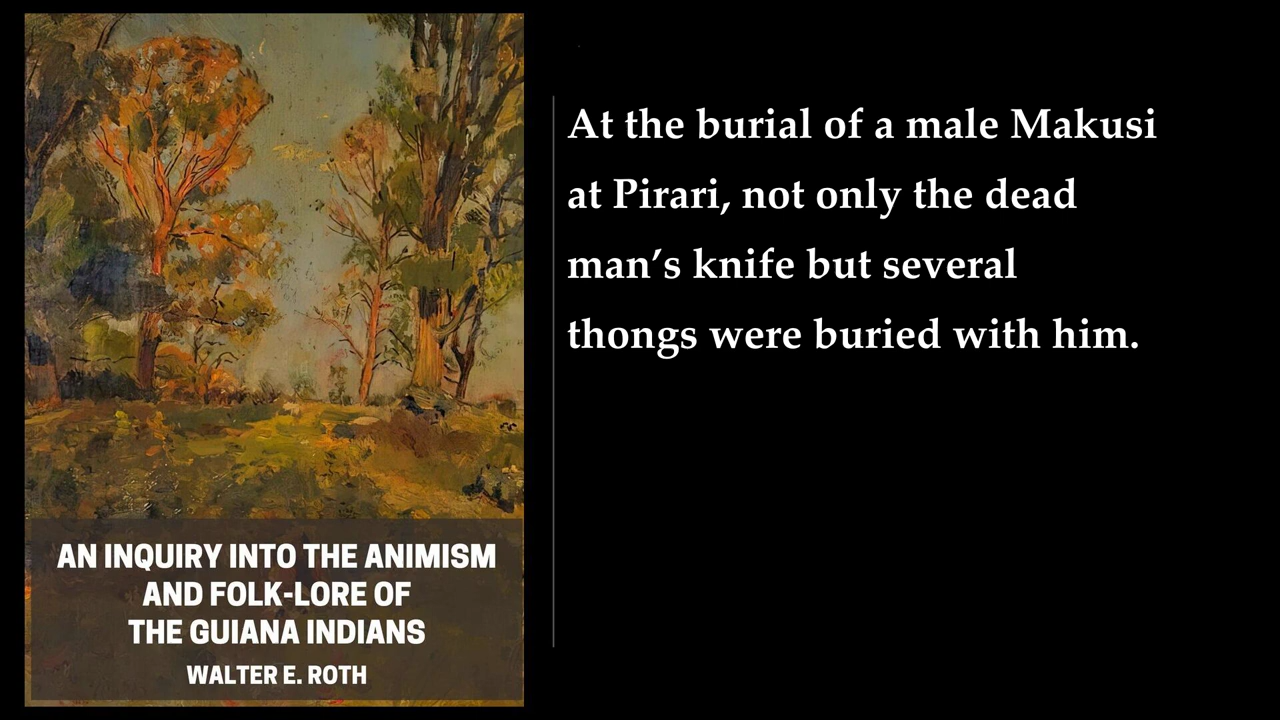 At the burial of a male Makusi
at Pirari, not only the dead
man’s knife but several
thongs were buried with him.
AN INQUIRY INTO THE ANIMISM
AND FOLK-LORE OF
THE GUIANA INDIANS
WALTER E. ROTH